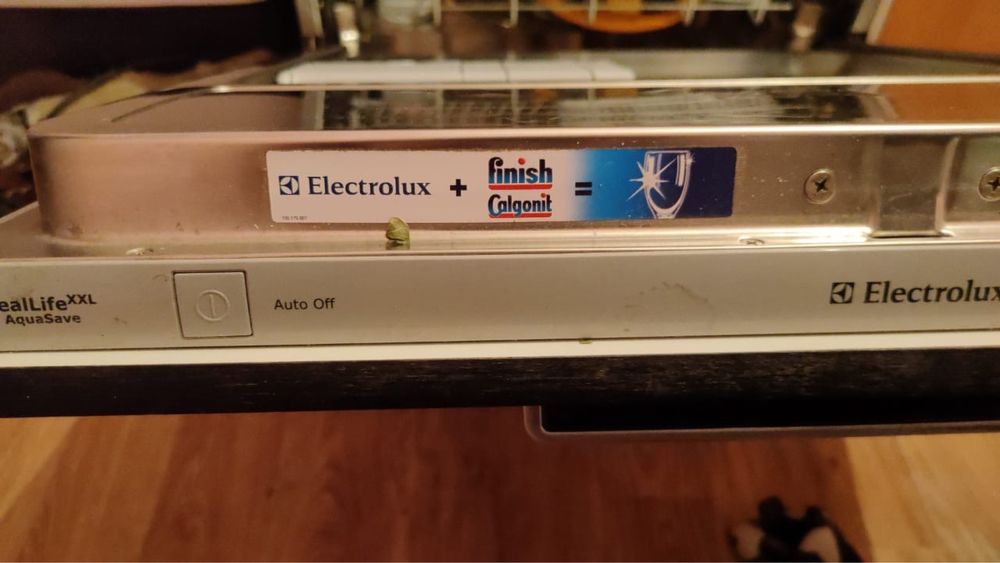 Electrolux + finish
Calgonit =
ealLifeXXL
AquaSave
Auto Off
Electrolux